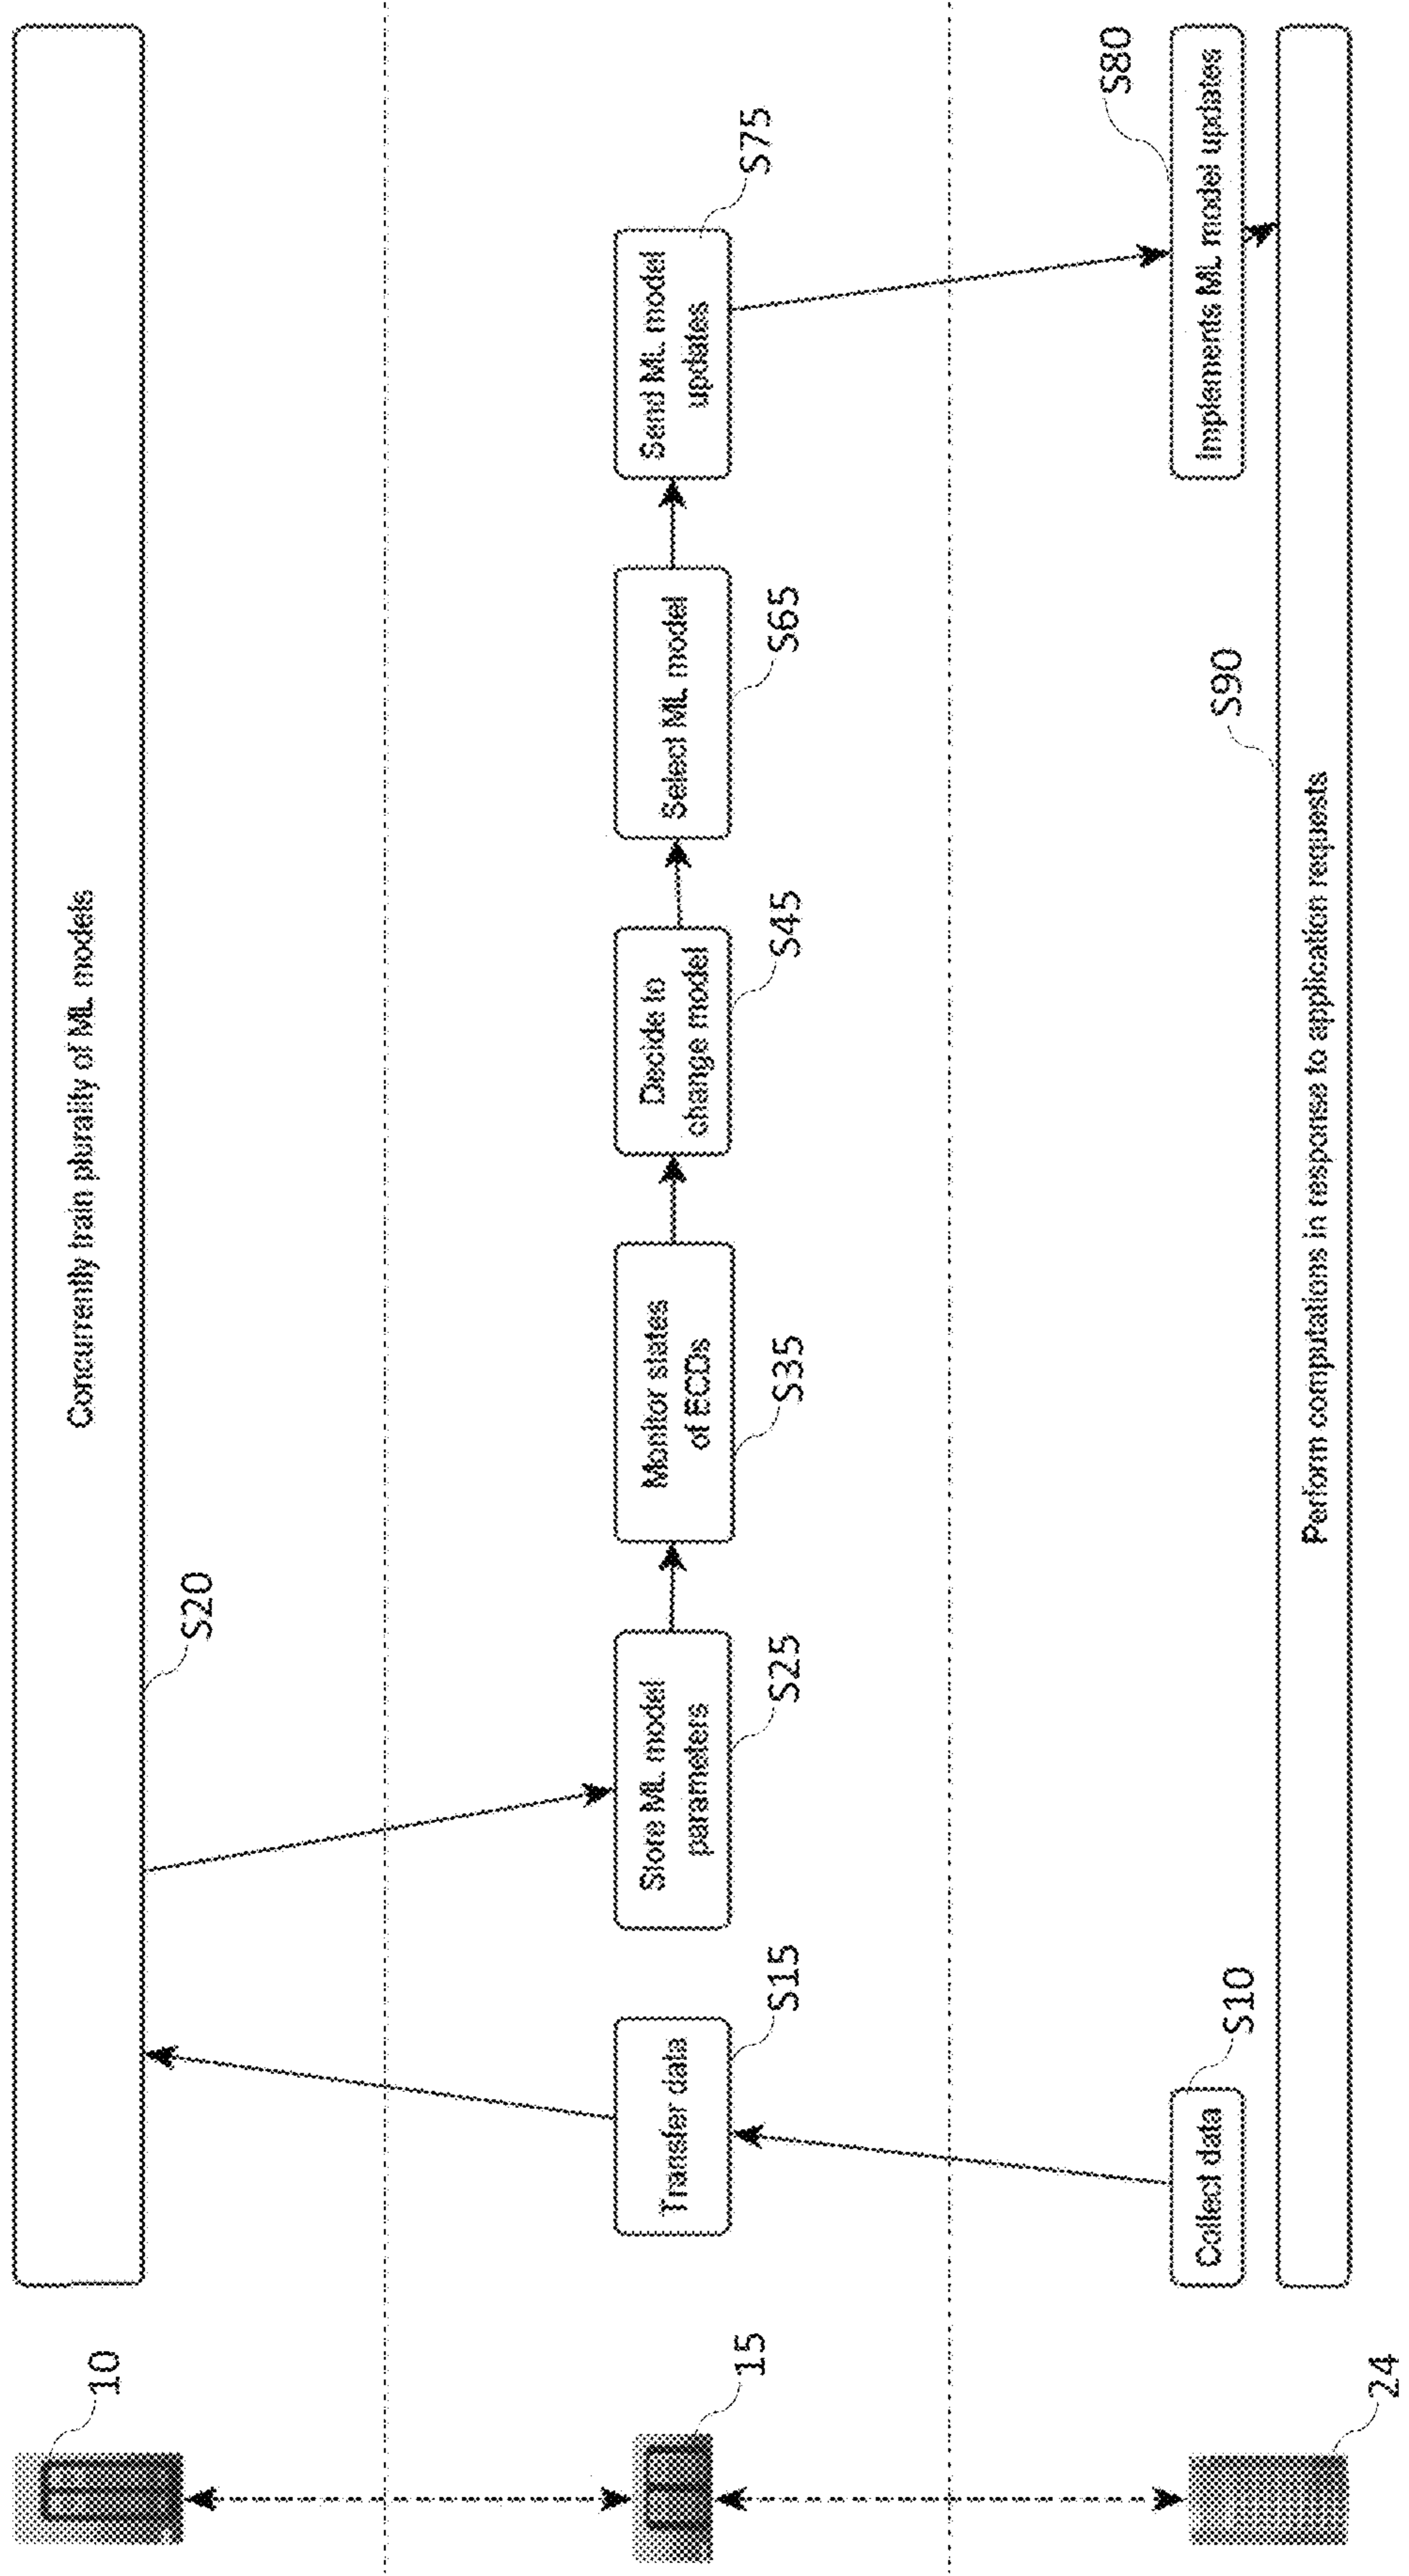 10
Concurrently train plurality of ML models
S20
15
Transfer data
S15
Store ML model
parameters
S25
Monitor states
of ECDs
S35
Decide to
change model
S45
Select ML model
S65
Send ML model
updates
S75
24
Collect data
S10
Implements ML model updates
S80
Perform computations in response to application requests
S90